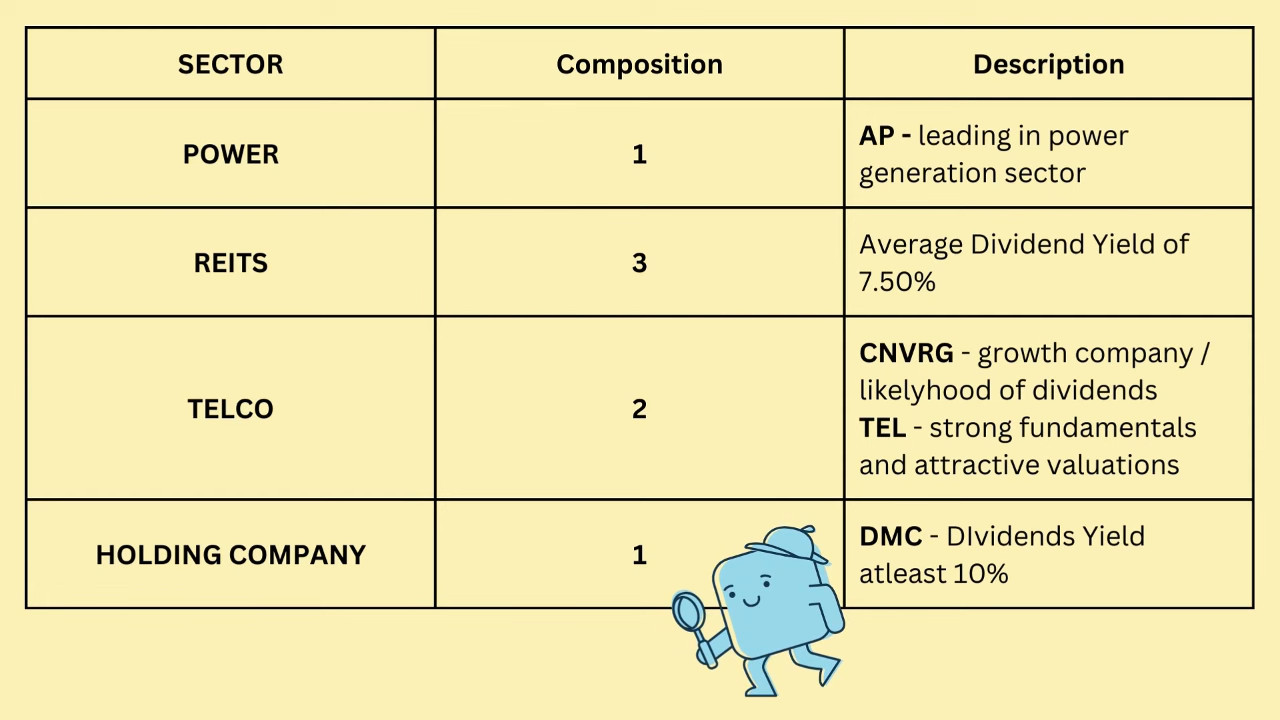 SECTOR
Composition
Description
POWER
1
AP - leading in power
generation sector
REITS
3
Average Dividend Yield of
7.50%
TELCO
2
CNVRG - growth company /
likelyhood of dividends
TEL - strong fundamentals
and attractive valuations
HOLDING COMPANY
1
DMC - DIvidends Yield
atleast 10%